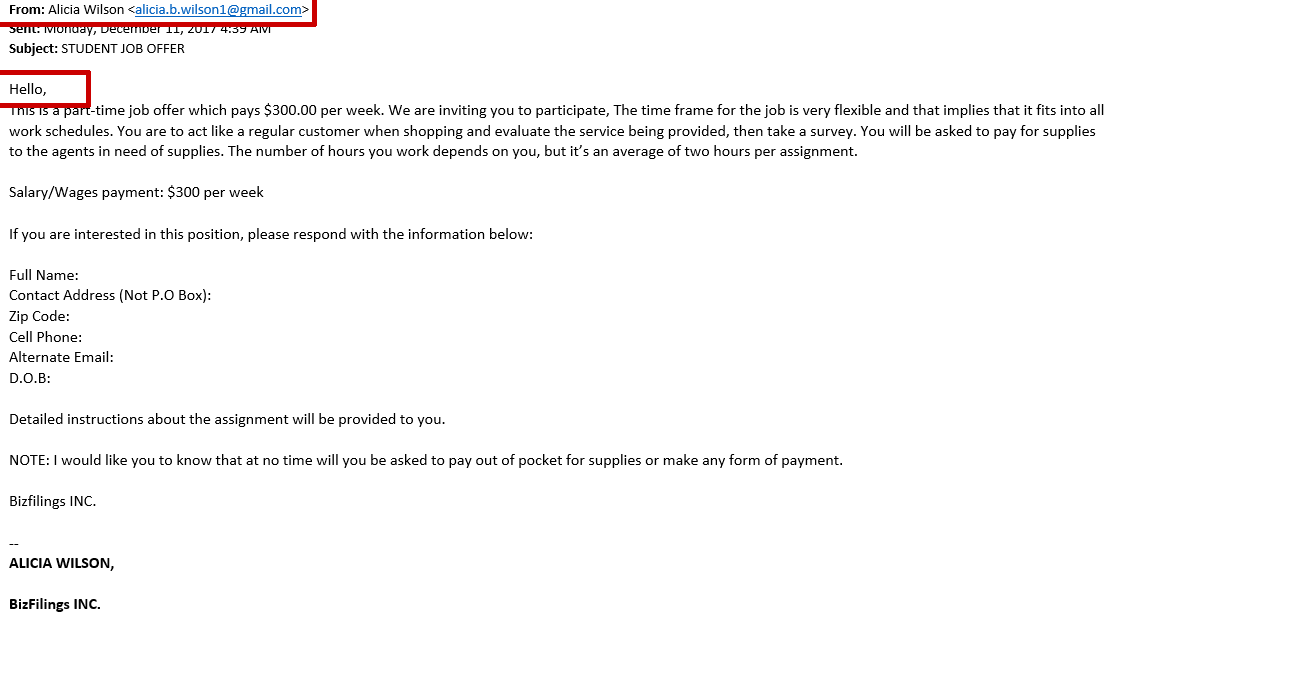 From: Alicia Wilson <alicia.b.wilson1@gmail.com>
Sent: Monday, December 11, 2017 4:39 AM
Subject: STUDENT JOB OFFER
Hello,
This is a part-time job offer which pays $300.00 per week. We are inviting you to participate, The time frame for the job is very flexible and that implies that it fits into all
work schedules. You are to act like a regular customer when shopping and evaluate the service being provided, then take a survey. You will be asked to pay for supplies
to the agents in need of supplies. The number of hours you work depends on you, but it’s an average of two hours per assignment.
Salary/Wages payment: $300 per week
If you are interested in this position, please respond with the information below:
Full Name:
Contact Address (Not P.O Box):
Zip Code:
Cell Phone:
Alternate Email:
D.O.B:
Detailed instructions about the assignment will be provided to you.
NOTE: I would like you to know that at no time will you be asked to pay out of pocket for supplies or make any form of payment.
Bizfilings INC.
--
ALICIA WILSON,
BizFilings INC.